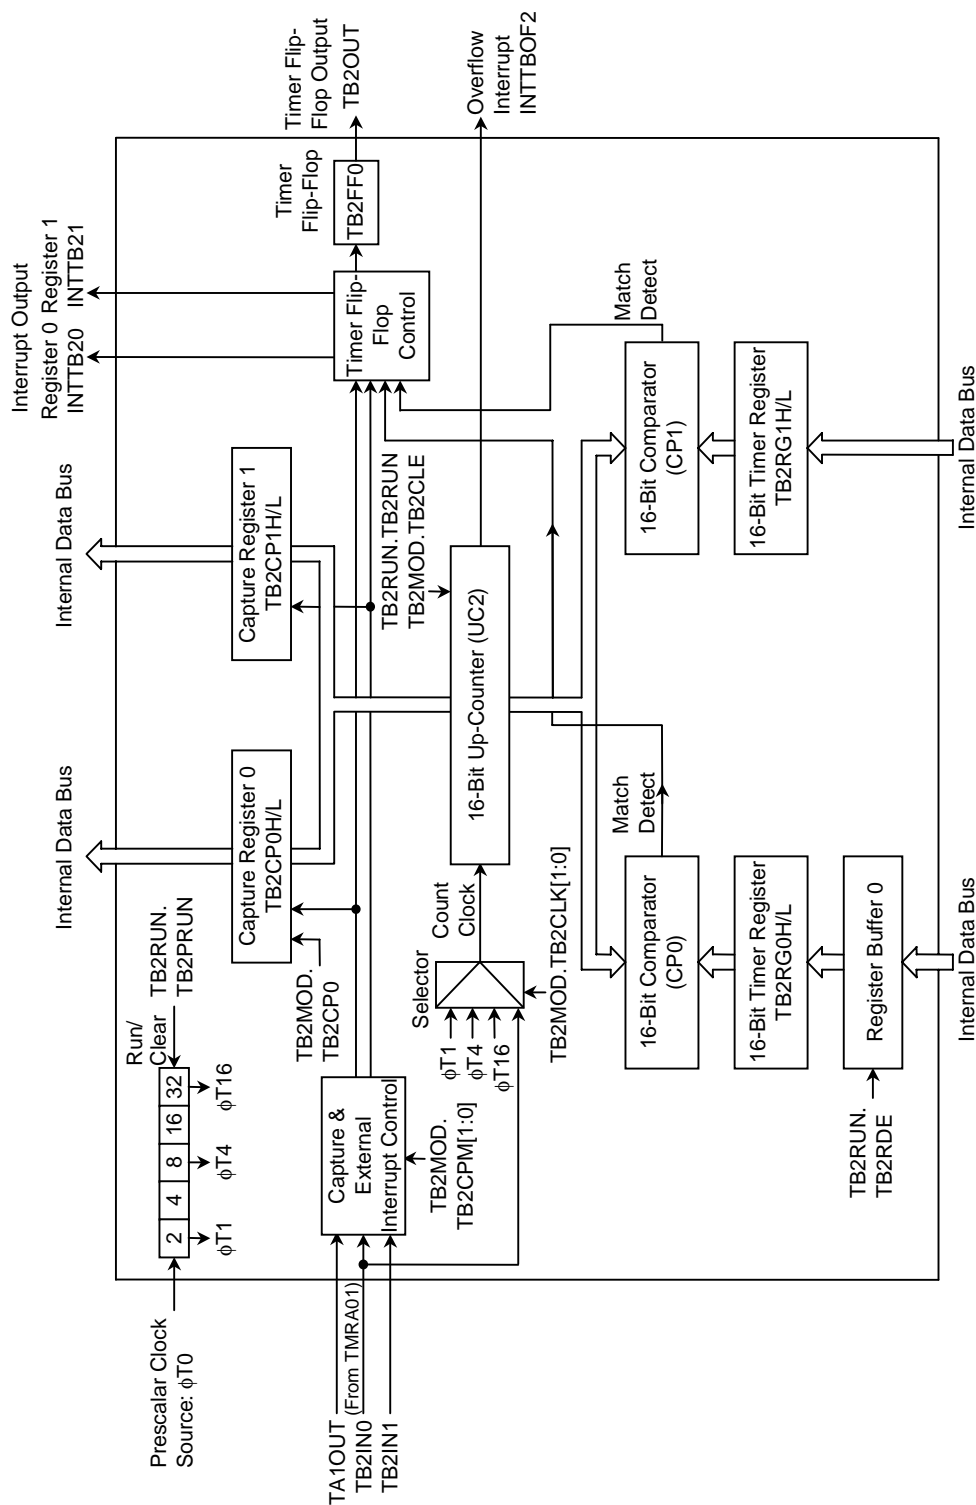 Prescalar Clock
Source: ϕT0
2 4 8 16 32
Run/
Clear
TB2RUN.
TB2PRUN
ϕT1
ϕT4
ϕT16
Internal Data Bus
Internal Data Bus
Interrupt Output
Register 0 Register 1
INTTB20 INTTB21
Capture Register 0
TB2CP0H/L
Capture Register 1
TB2CP1H/L
TB2MOD.
TB2CP0
Timer Flip-
Flop Output
TB2OUT
Timer
Flip-Flop
TB2FF0
Timer Flip-
Flop
Control
TA1OUT
(From TMRA01)
TB2IN0
TB2IN1
Capture &
External
Interrupt Control
TB2MOD.
TB2CPM[1:0]
TB2RUN.TB2RUN
TB2MOD.TB2CLE
Selector
ϕT1
ϕT4
ϕT16
Count
Clock
16-Bit Up-Counter (UC2)
Overflow
Interrupt
INTTBOF2
TB2MOD.TB2CLK[1:0]
Match
Detect
Match
Detect
16-Bit Comparator
(CP0)
16-Bit Comparator
(CP1)
16-Bit Timer Register
TB2RG0H/L
16-Bit Timer Register
TB2RG1H/L
Register Buffer 0
TB2RUN.
TB2RDE
Internal Data Bus
Internal Data Bus